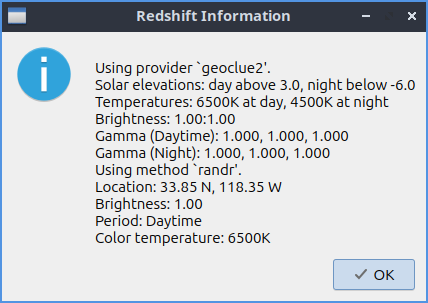 Redshift Information
Using provider `geoclue2'.
Solar elevations: day above 3.0, night below -6.0
Temperatures: 6500K at day, 4500K at night
Brightness: 1.00:1.00
Gamma (Daytime): 1.000, 1.000, 1.000
Gamma (Night): 1.000, 1.000, 1.000
Using method `randr'.
Location: 33.85 N, 118.35 W
Brightness: 1.00
Period: Daytime
Color temperature: 6500K
OK